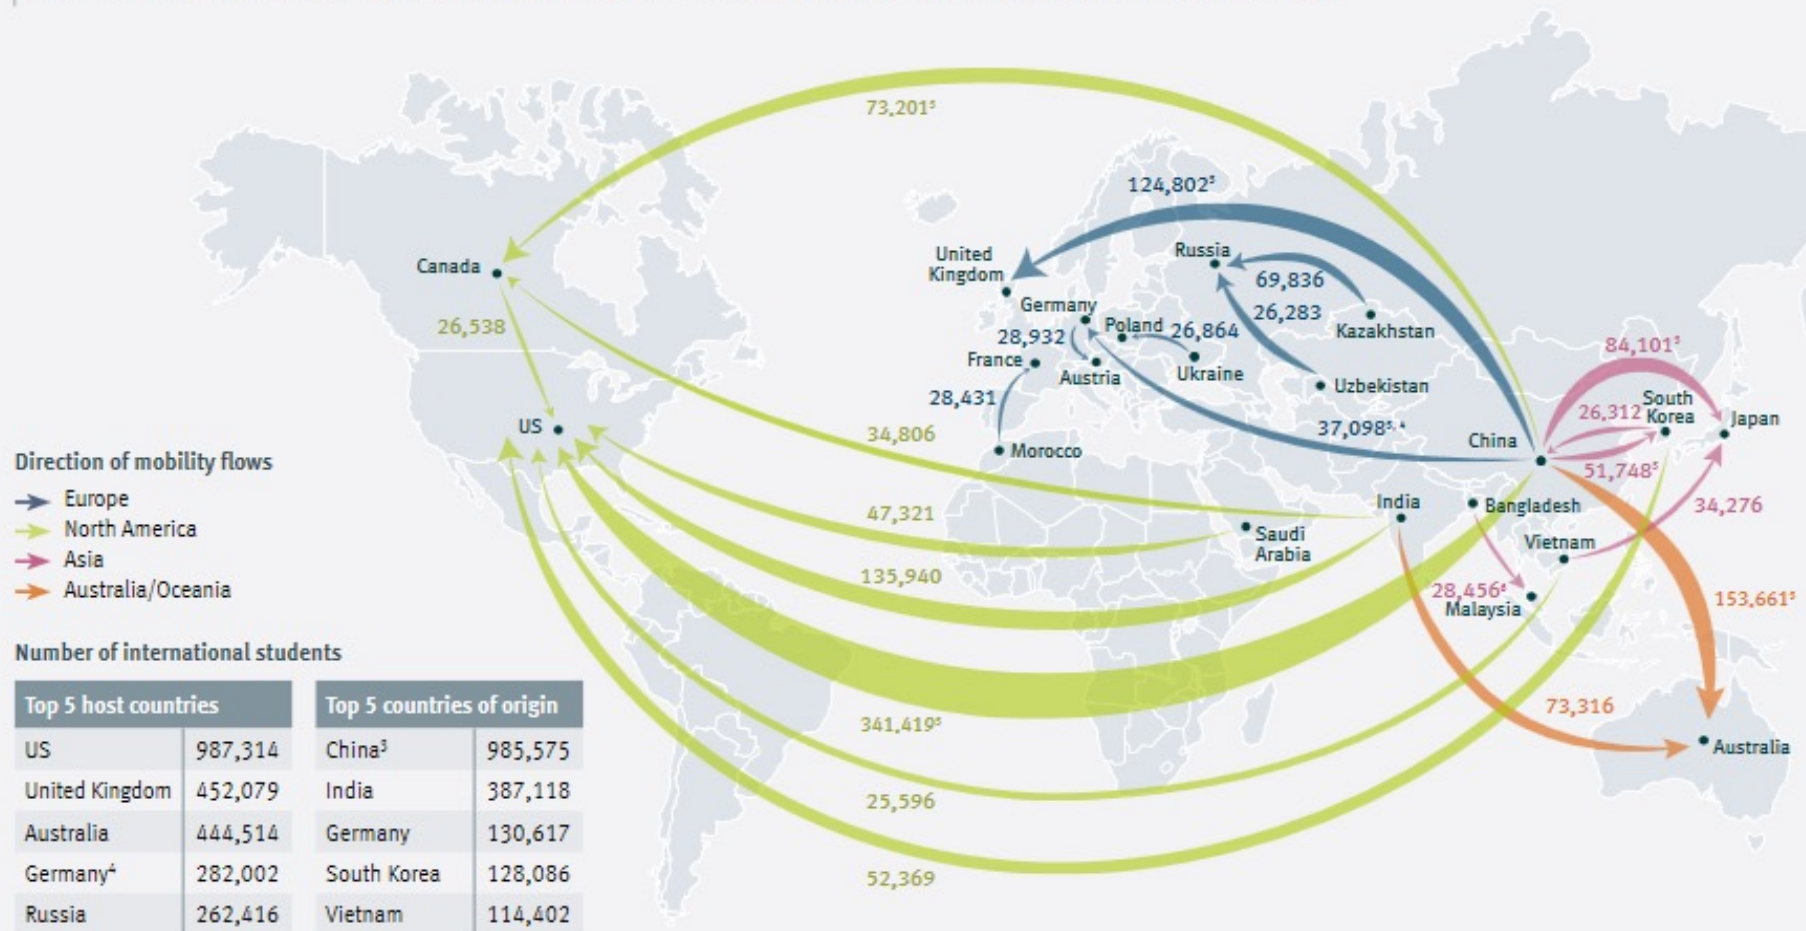 73,201⁵
124,802⁵
United
Kingdom
Russia
Canada
69,836
Germany
26,283
Poland
26,864
Kazakhstan
26,538
28,932
84,101⁵
France
Austria
Ukraine
Uzbekistan
28,431
South
Korea
26,312
Japan
US
34,806
37,098⁵˒ ⁴
China
Morocco
51,748⁵
Direction of mobility flows
Europe
North America
Asia
Australia/Oceania
47,321
India
Bangladesh
34,276
Saudi
Arabia
Vietnam
135,940
28,456⁶
Malaysia
153,661⁵
Number of international students
Top 5 host countries
Top 5 countries of origin
341,419⁵
73,316
US 987,314 China³ 985,575
Australia
United Kingdom 452,079 India 387,118
25,596
Australia 444,514 Germany 130,617
Germany⁴ 282,002 South Korea 128,086
52,369
Russia 262,416 Vietnam 114,402